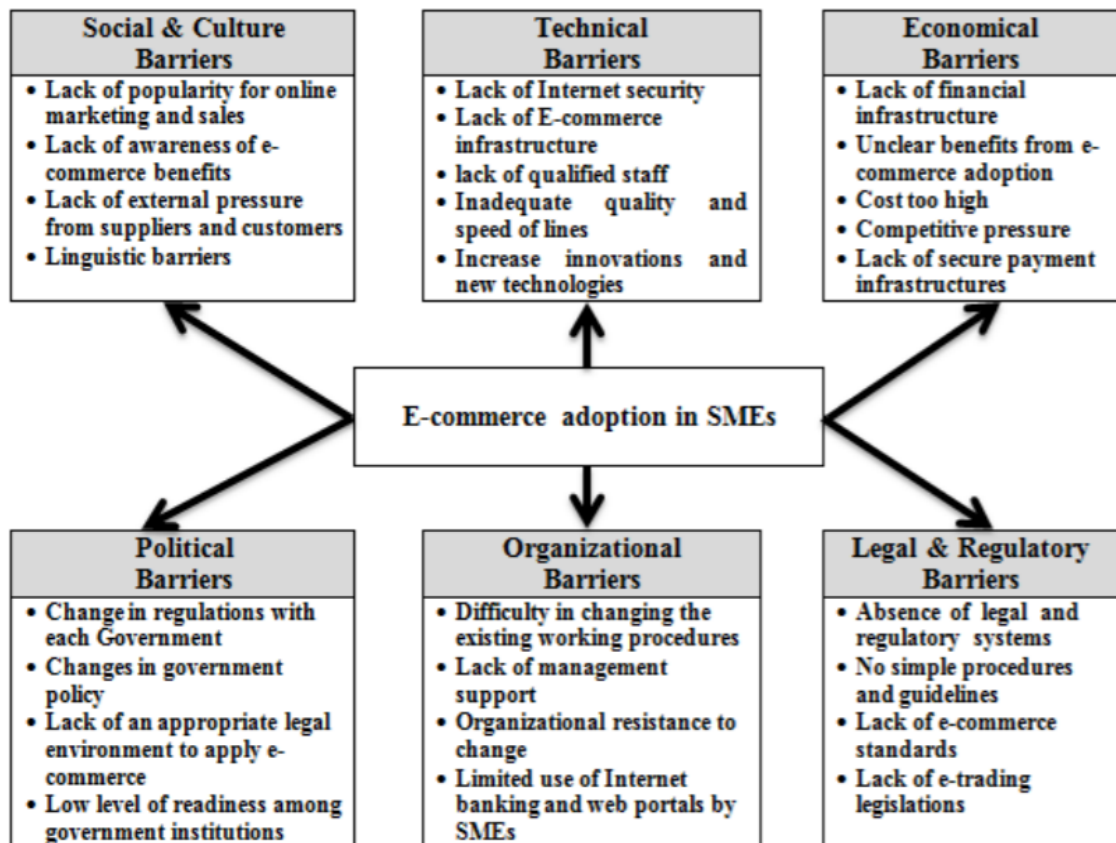 Social & Culture
Barriers
• Lack of popularity for online
marketing and sales
• Lack of awareness of e-
commerce benefits
• Lack of external pressure
from suppliers and customers
• Linguistic barriers
Technical
Barriers
• Lack of Internet security
• Lack of E-commerce
infrastructure
• lack of qualified staff
• Inadequate quality and
speed of lines
• Increase innovations and
new technologies
Economical
Barriers
• Lack of financial
infrastructure
• Unclear benefits from e-
commerce adoption
• Cost too high
• Competitive pressure
• Lack of secure payment
infrastructures
E-commerce adoption in SMEs
Political
Barriers
• Change in regulations with
each Government
• Changes in government
policy
• Lack of an appropriate legal
environment to apply e-
commerce
• Low level of readiness among
government institutions
Organizational
Barriers
• Difficulty in changing the
existing working procedures
• Lack of management
support
• Organizational resistance to
change
• Limited use of Internet
banking and web portals by
SMEs
Legal & Regulatory
Barriers
• Absence of legal and
regulatory systems
• No simple procedures
and guidelines
• Lack of e-commerce
standards
• Lack of e-trading
legislations